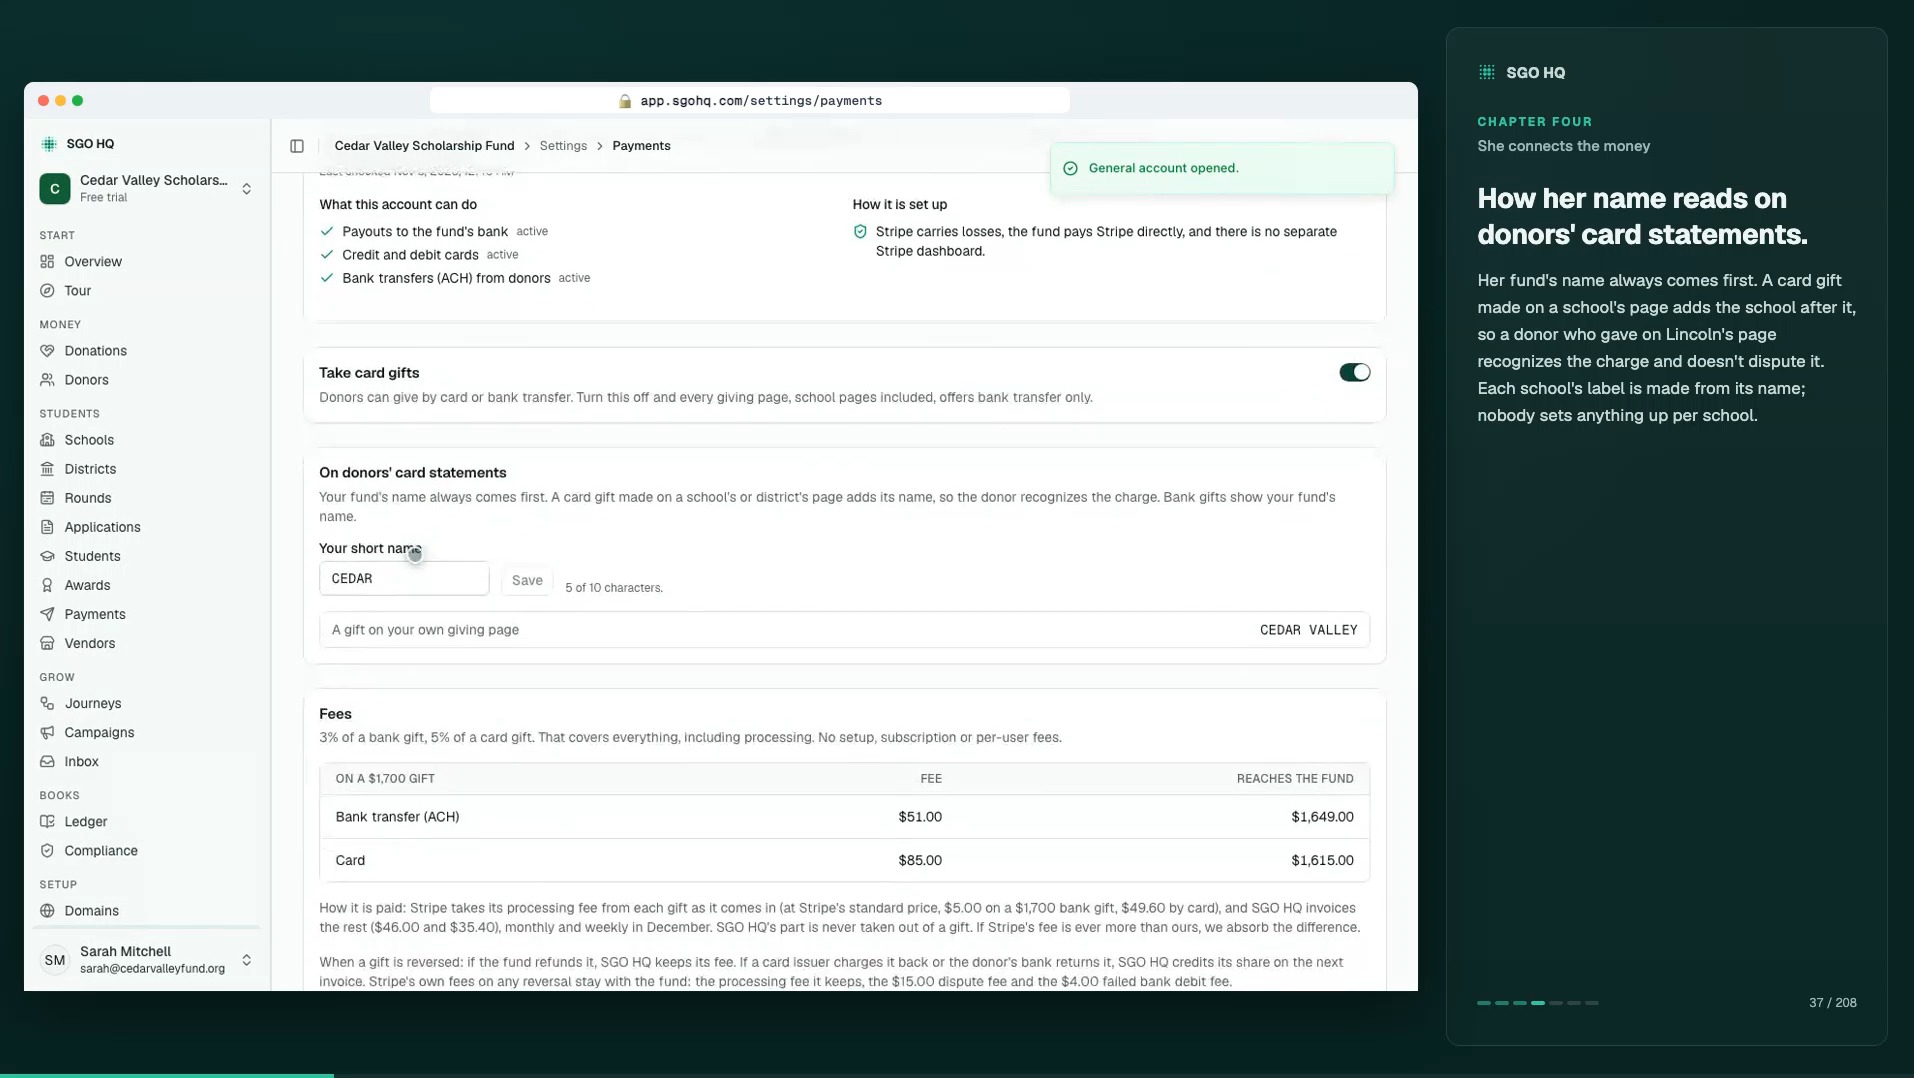 app.sgohq.com/settings/payments
SGO HQ
Cedar Valley Scholars...
Free trial
START
Overview
Tour
MONEY
Donations
Donors
STUDENTS
Schools
Districts
Rounds
Applications
Students
Awards
Payments
Vendors
GROW
Journeys
Campaigns
Inbox
BOOKS
Ledger
Compliance
SETUP
Domains
SM
Sarah Mitchell
sarah@cedarvalleyfund.org
C
Cedar Valley Scholarship Fund > Settings > Payments
General account opened.
What this account can do
Payouts to the fund's bank active
Credit and debit cards active
Bank transfers (ACH) from donors active
How it is set up
Stripe carries losses, the fund pays Stripe directly, and there is no separate
Stripe dashboard.
Take card gifts
Donors can give by card or bank transfer. Turn this off and every giving page, school pages included, offers bank transfer only.
On donors' card statements
Your fund's name always comes first. A card gift made on a school's or district's page adds its name, so the donor recognizes the charge. Bank gifts show your fund's
name.
Your short name
CEDAR
Save
5 of 10 characters.
A gift on your own giving page
CEDAR VALLEY
Fees
3% of a bank gift, 5% of a card gift. That covers everything, including processing. No setup, subscription or per-user fees.
ON A $1,700 GIFT FEE REACHES THE FUND
Bank transfer (ACH) $51.00 $1,649.00
Card $85.00 $1,615.00
How it is paid: Stripe takes its processing fee from each gift as it comes in (at Stripe's standard price, $5.00 on a $1,700 bank gift, $49.60 by card), and SGO HQ invoices
the rest ($46.00 and $35.40), monthly and weekly in December. SGO HQ's part is never taken out of a gift. If Stripe's fee is ever more than ours, we absorb the difference.
When a gift is reversed: if the fund refunds it, SGO HQ keeps its fee. If a card issuer charges it back or the donor's bank returns it, SGO HQ credits its share on the next
invoice. Stripe's own fees on any reversal stay with the fund: the processing fee it keeps, the $15.00 dispute fee and the $4.00 failed bank debit fee.
SGO HQ
CHAPTER FOUR
She connects the money
How her name reads on
donors' card statements.
Her fund's name always comes first. A card gift
made on a school's page adds the school after it,
so a donor who gave on Lincoln's page
recognizes the charge and doesn't dispute it.
Each school's label is made from its name;
nobody sets anything up per school.
37 / 208